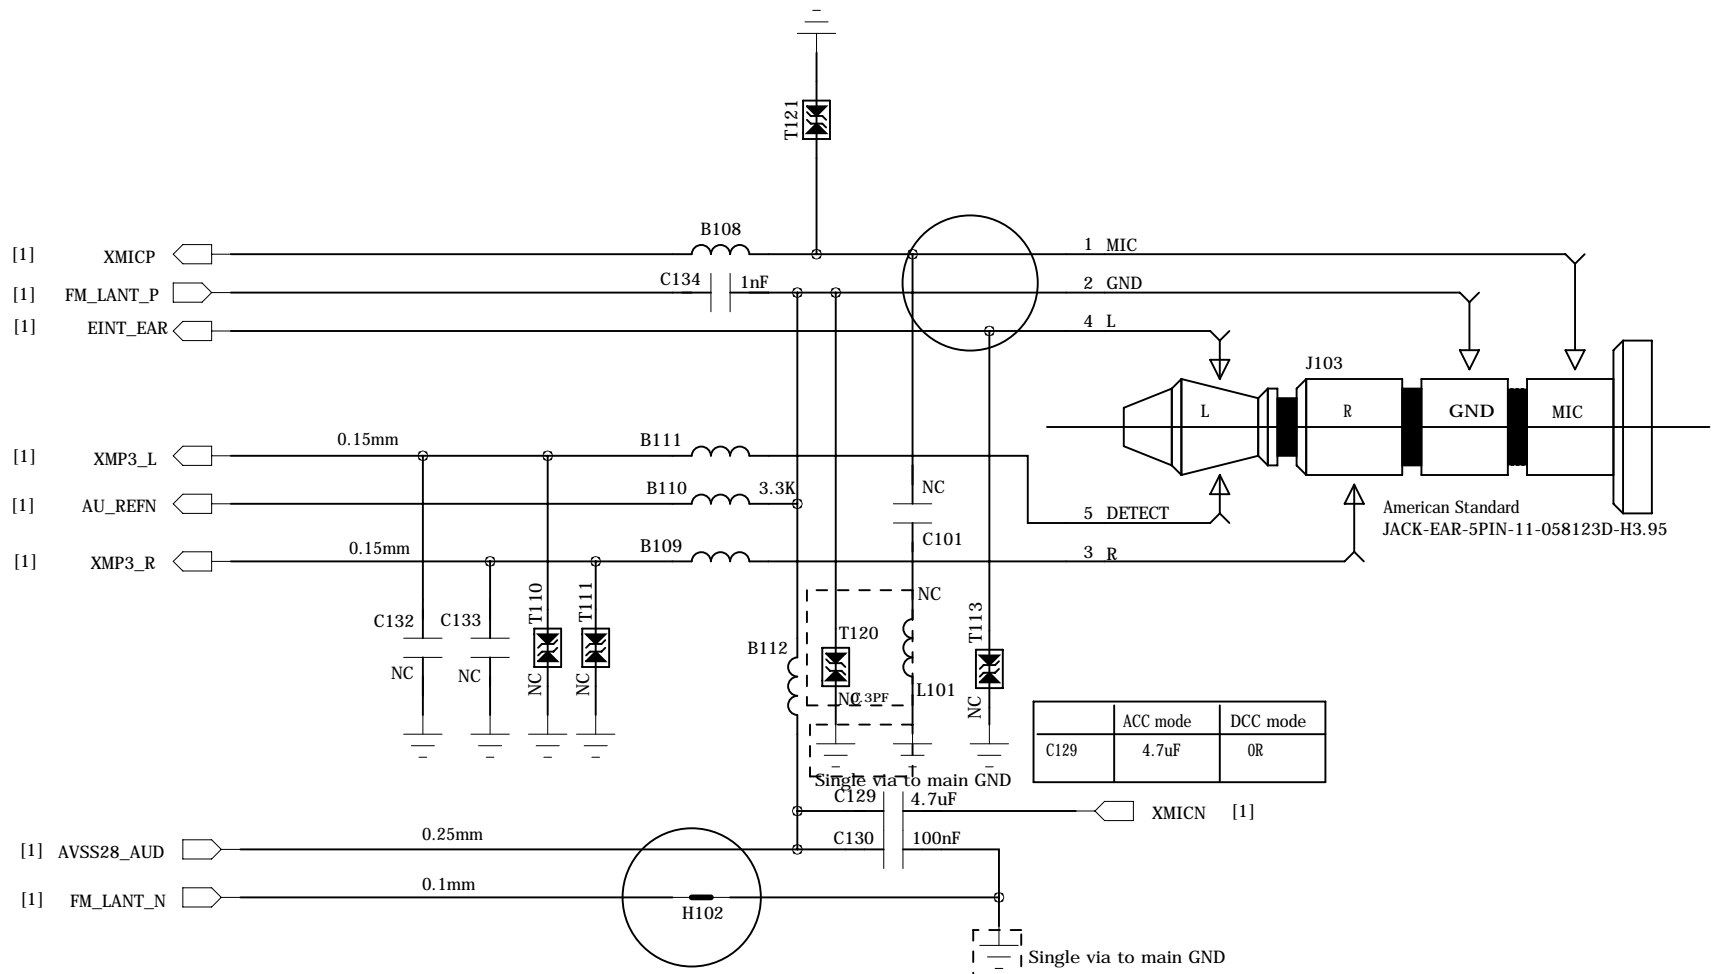 T121
B108
[1] XMICP
1 MIC
C134 1nF
[1] FM_LANT_P
2 GND
[1] EINT_EAR
4 L
J103
L R GND MIC
0.15mm
B111
[1] XMP3_L
B110 3.3K
NC
[1] AU_REFN
American Standard
5 DETECT
JACK-EAR-5PIN-11-058123D-H3.95
C101
0.15mm
B109
3 R
[1] XMP3_R
NC
T110
T111
T113
C132 C133
T120
B112
NC NC NC NC
NC
L101
NC
ACC mode DCC mode
C129 4.7uF 0R
Single via to main GND
C129 4.7uF
XMICN [1]
0.25mm
C130 100nF
[1] AVSS28_AUD
0.1mm
[1] FM_LANT_N
H102
Single via to main GND